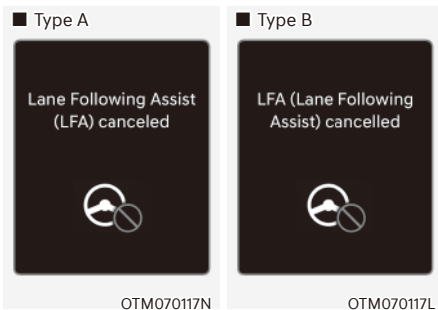 ■ Type A
Lane Following Assist
(LFA) canceled
OTM070117N
■ Type B
LFA (Lane Following
Assist) cancelled
OTM070117L